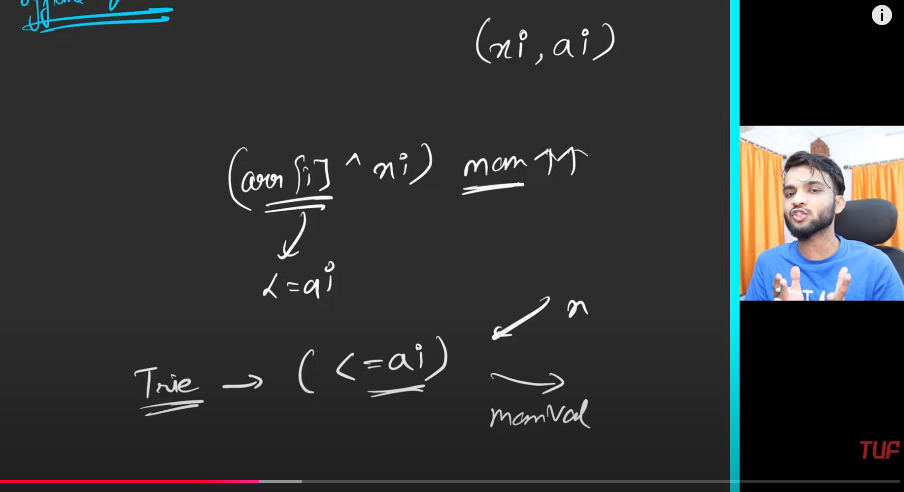 (xi, ai)
(arr[i] ^ xi) max ↑↑
<= ai
x
Trie → (<= ai)
maxVal
TUF